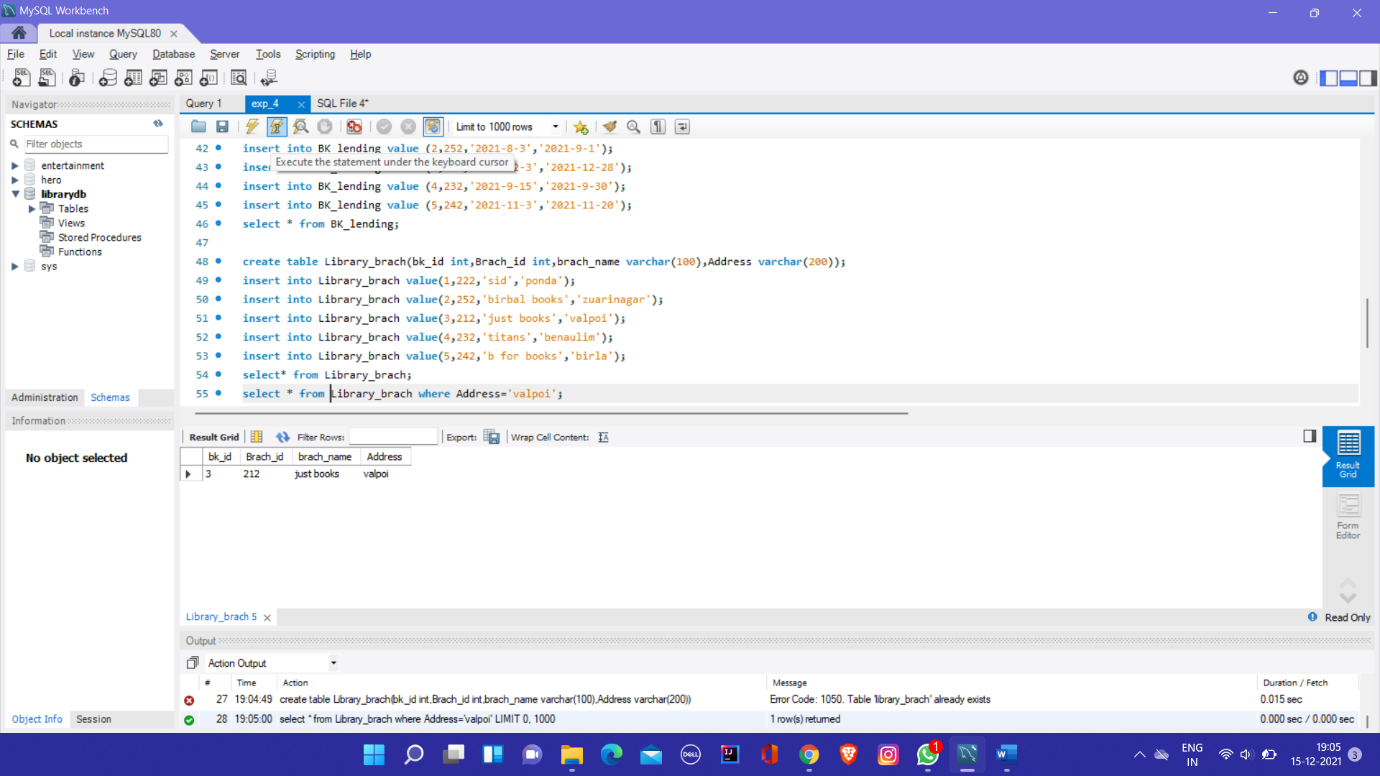 MySQL Workbench
Local instance MySQL80
File Edit View Query Database Server Tools Scripting Help
Navigator
SCHEMAS
Filter objects
entertainment
hero
librarydb
Tables
Views
Stored Procedures
Functions
sys
Administration Schemas
Information
No object selected
Object Info Session
Query 1 exp_4 SQL File 4*
Limit to 1000 rows
42 insert into BK_lending value (2,252,'2021-8-3','2021-9-1');
Execute the statement under the keyboard cursor
43 inse 2-3','2021-12-28');
44 insert into BK_lending value (4,232,'2021-9-15','2021-9-30');
45 insert into BK_lending value (5,242,'2021-11-3','2021-11-20');
46 select * from BK_lending;
47
48 create table Library_brach(bk_id int,Brach_id int,brach_name varchar(100),Address varchar(200));
49 insert into Library_brach value(1,222,'sid','ponda');
50 insert into Library_brach value(2,252,'birbal books','zuarinagar');
51 insert into Library_brach value(3,212,'just books','valpoi');
52 insert into Library_brach value(4,232,'titans','benaulim');
53 insert into Library_brach value(5,242,'b for books','birla');
54 select* from Library_brach;
55 select * from Library_brach where Address='valpoi';
Result Grid Filter Rows: Export: Wrap Cell Content:
bk_id Brach_id brach_name Address
3 212 just books valpoi
Result Grid
Form Editor
Library_brach 5
Read Only
Output
Action Output
# Time Action Message Duration / Fetch
27 19:04:49 create table Library_brach(bk_id int,Brach_id int,brach_name varchar(100),Address varchar(200)) Error Code: 1050. Table 'library_brach' already exists 0.015 sec
28 19:05:00 select * from Library_brach where Address='valpoi' LIMIT 0, 1000 1 row(s) returned 0.000 sec / 0.000 sec
DELL
IJ
1
W
ENG
IN
19:05
15-12-2021
3